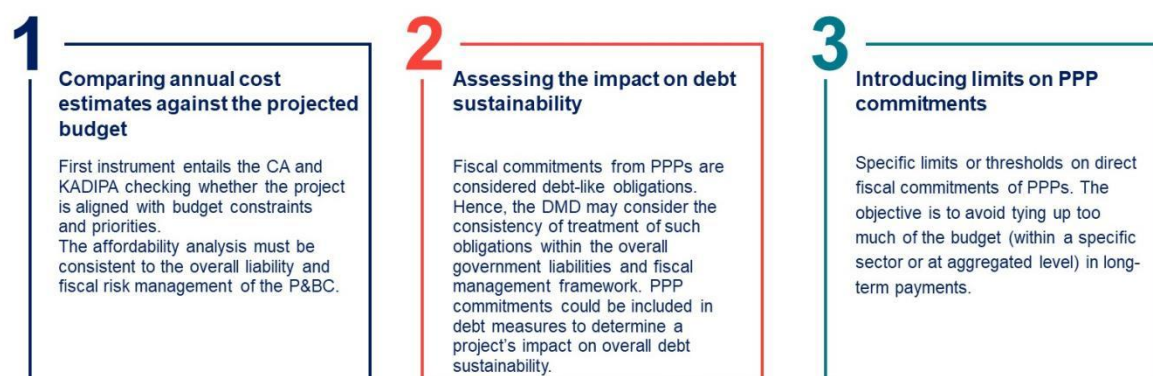 1
Comparing annual cost
estimates against the projected
budget
First instrument entails the CA and
KADIPA checking whether the project
is aligned with budget constraints
and priorities.
The affordability analysis must be
consistent to the overall liability and
fiscal risk management of the P&BC.
2
Assessing the impact on debt
sustainability
Fiscal commitments from PPPs are
considered debt-like obligations.
Hence, the DMD may consider the
consistency of treatment of such
obligations within the overall
government liabilities and fiscal
management framework. PPP
commitments could be included in
debt measures to determine a
project's impact on overall debt
sustainability.
3
Introducing limits on PPP
commitments
Specific limits or thresholds on direct
fiscal commitments of PPPs. The
objective is to avoid tying up too
much of the budget (within a specific
sector or at aggregated level) in long-
term payments.